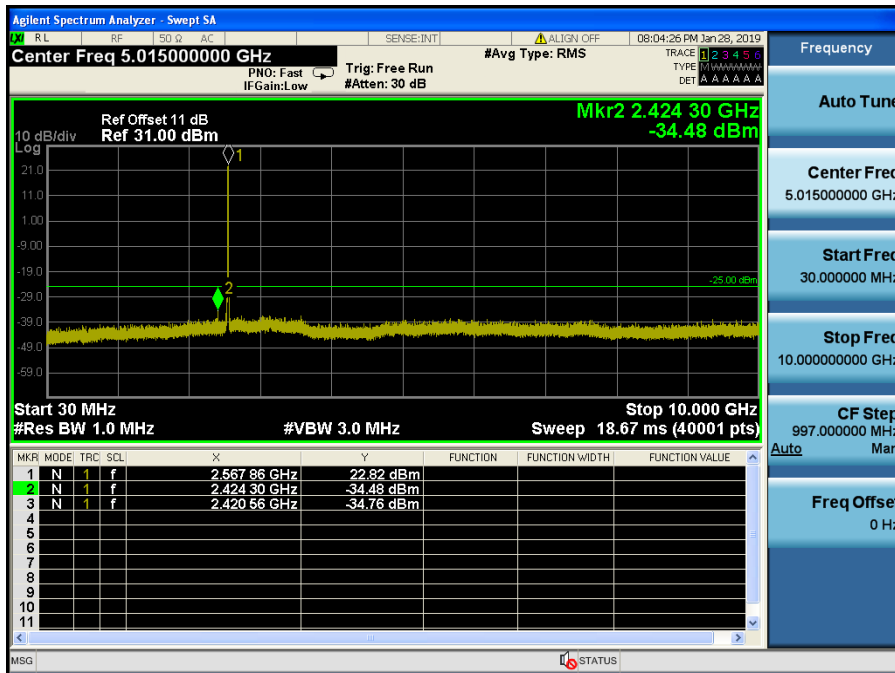 Agilent Spectrum Analyzer - Swept SA
LXI RL RF 50 Ω AC SENSE:INT ALIGN OFF 08:04:26 PM Jan 28, 2019
Center Freq 5.015000000 GHz
PNO: Fast
IFGain:Low
Trig: Free Run
#Atten: 30 dB
#Avg Type: RMS
TRACE 1 2 3 4 5 6
TYPE MWWWWW
DET A A A A A A
Ref Offset 11 dB
10 dB/div Ref 31.00 dBm
Log
Mkr2 2.424 30 GHz
-34.48 dBm
21.0
11.0
1.00
-9.00
-19.0
-29.0
-39.0
-49.0
-59.0
1
2
-25.00 dBm
Start 30 MHz Stop 10.000 GHz
#Res BW 1.0 MHz #VBW 3.0 MHz Sweep 18.67 ms (40001 pts)
MKR MODE TRC SCL X Y FUNCTION FUNCTION WIDTH FUNCTION VALUE
1 N 1 f 2.567 86 GHz 22.82 dBm
2 N 1 f 2.424 30 GHz -34.48 dBm
3 N 1 f 2.420 56 GHz -34.76 dBm
4
5
6
7
8
9
10
11
MSG STATUS
Frequency
Auto Tune
Center Freq
5.015000000 GHz
Start Freq
30.000000 MHz
Stop Freq
10.000000000 GHz
CF Step
997.000000 MHz
Auto Man
Freq Offset
0 Hz